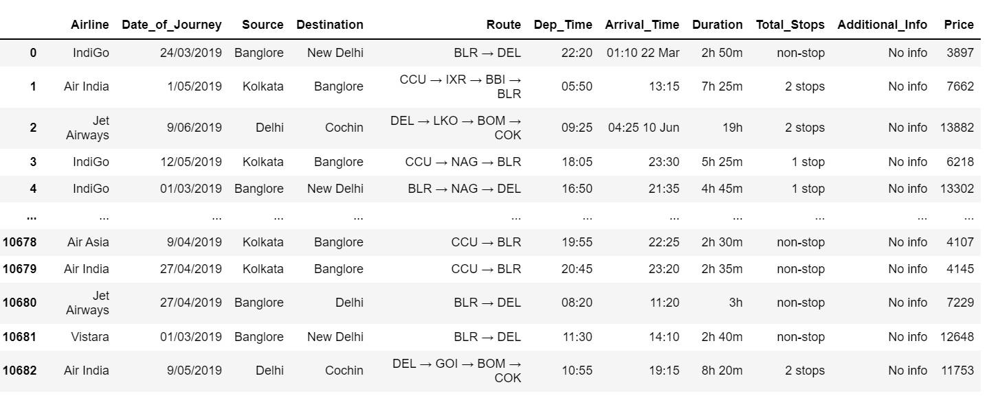 Airline Date_of_Journey Source Destination Route Dep_Time Arrival_Time Duration Total_Stops Additional_Info Price
0 IndiGo 24/03/2019 Banglore New Delhi BLR → DEL 22:20 01:10 22 Mar 2h 50m non-stop No info 3897
1 Air India 1/05/2019 Kolkata Banglore CCU → IXR → BBI → BLR 05:50 13:15 7h 25m 2 stops No info 7662
2 Jet Airways 9/06/2019 Delhi Cochin DEL → LKO → BOM → COK 09:25 04:25 10 Jun 19h 2 stops No info 13882
3 IndiGo 12/05/2019 Kolkata Banglore CCU → NAG → BLR 18:05 23:30 5h 25m 1 stop No info 6218
4 IndiGo 01/03/2019 Banglore New Delhi BLR → NAG → DEL 16:50 21:35 4h 45m 1 stop No info 13302
... ... ... ... ... ... ... ... ... ... ... ...
10678 Air Asia 9/04/2019 Kolkata Banglore CCU → BLR 19:55 22:25 2h 30m non-stop No info 4107
10679 Air India 27/04/2019 Kolkata Banglore CCU → BLR 20:45 23:20 2h 35m non-stop No info 4145
10680 Jet Airways 27/04/2019 Banglore Delhi BLR → DEL 08:20 11:20 3h non-stop No info 7229
10681 Vistara 01/03/2019 Banglore New Delhi BLR → DEL 11:30 14:10 2h 40m non-stop No info 12648
10682 Air India 9/05/2019 Delhi Cochin DEL → GOI → BOM → COK 10:55 19:15 8h 20m 2 stops No info 11753